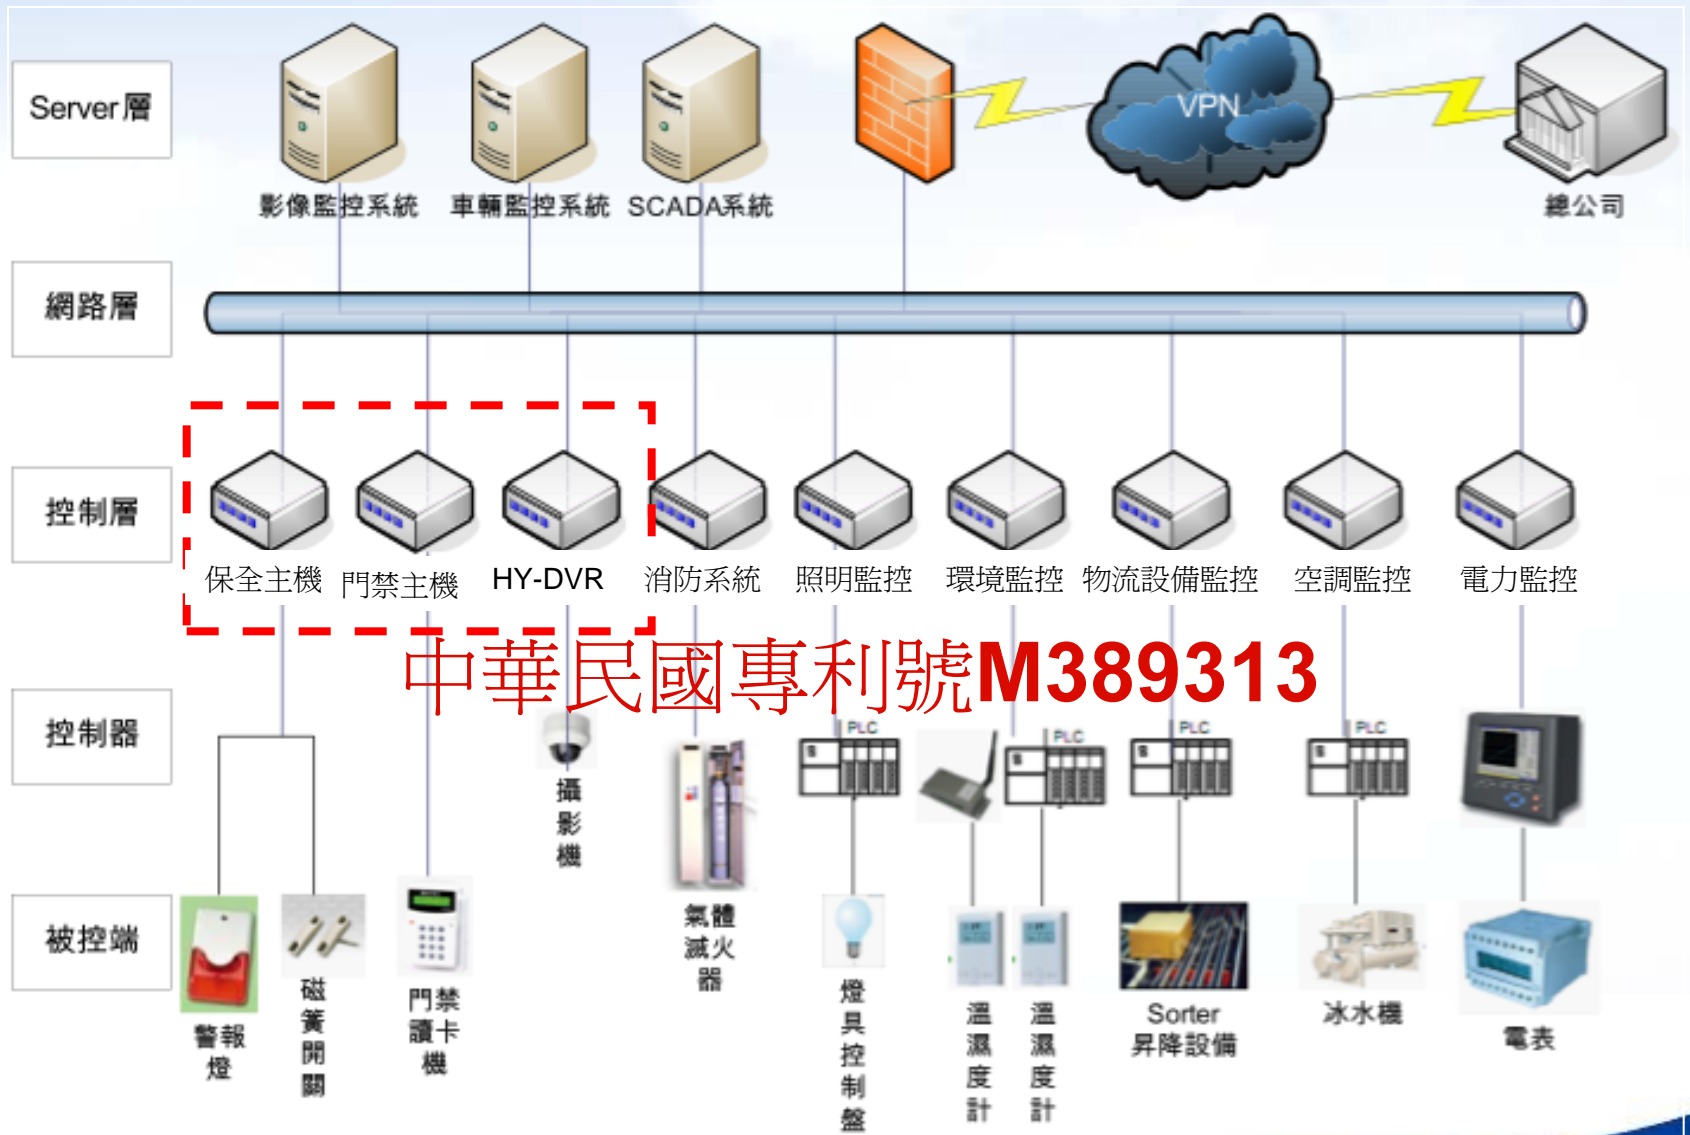 Server層
VPN
影像監控系統
車輛監控系統
SCADA系統
總公司
網路層
控制層
保全主機
門禁主機
HY-DVR
消防系統
照明監控
環境監控
物流設備監控
空調監控
電力監控
中華民國專利號M389313
控制器
PLC
PLC
PLC
PLC
攝
影
機
被控端
警報
燈
磁
簧
開
關
門禁
讀卡
機
氣體
滅火
器
燈
具
控
制
盤
溫
濕
度
計
溫
濕
度
計
Sorter
昇降設備
冰水機
電表